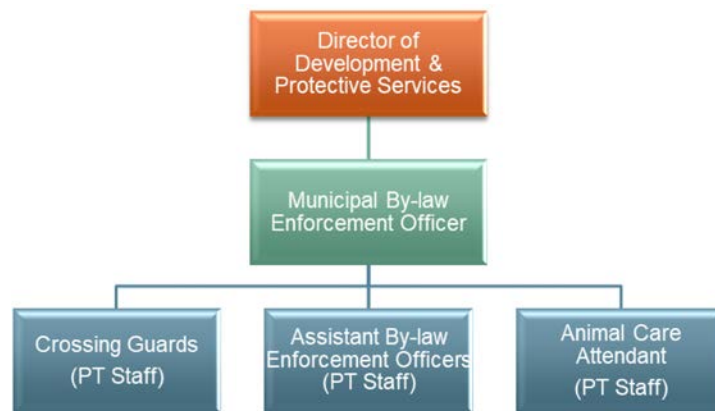 Director of
Development &
Protective Services
Municipal By-law
Enforcement Officer
Crossing Guards
(PT Staff)
Assistant By-law
Enforcement Officers
(PT Staff)
Animal Care
Attendant
(PT Staff)